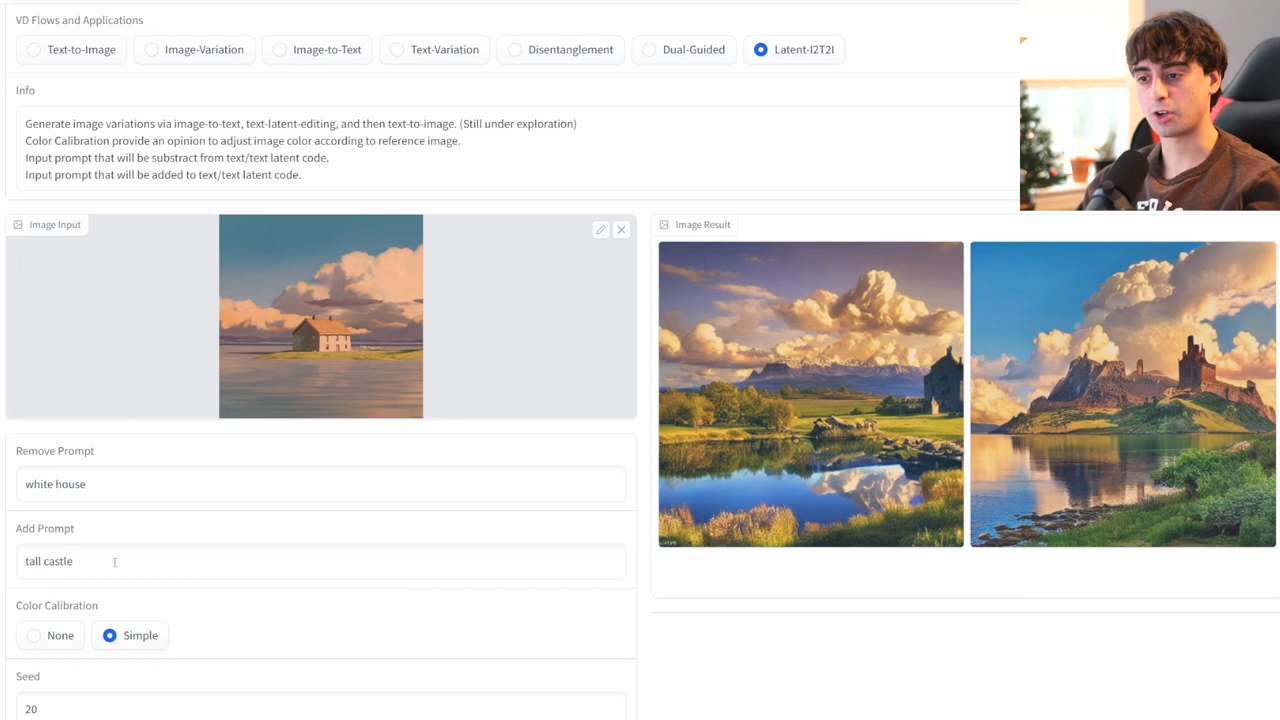 VD Flows and Applications
Text-to-Image Image-Variation Image-to-Text Text-Variation Disentanglement Dual-Guided Latent-I2T2I
Info
Generate image variations via image-to-text, text-latent-editing, and then text-to-image. (Still under exploration)
Color Calibration provide an opinion to adjust image color according to reference image.
Input prompt that will be substract from text/text latent code.
Input prompt that will be added to text/text latent code.
Image Input
Image Result
Remove Prompt
white house
Add Prompt
tall castle
Color Calibration
None Simple
Seed
20